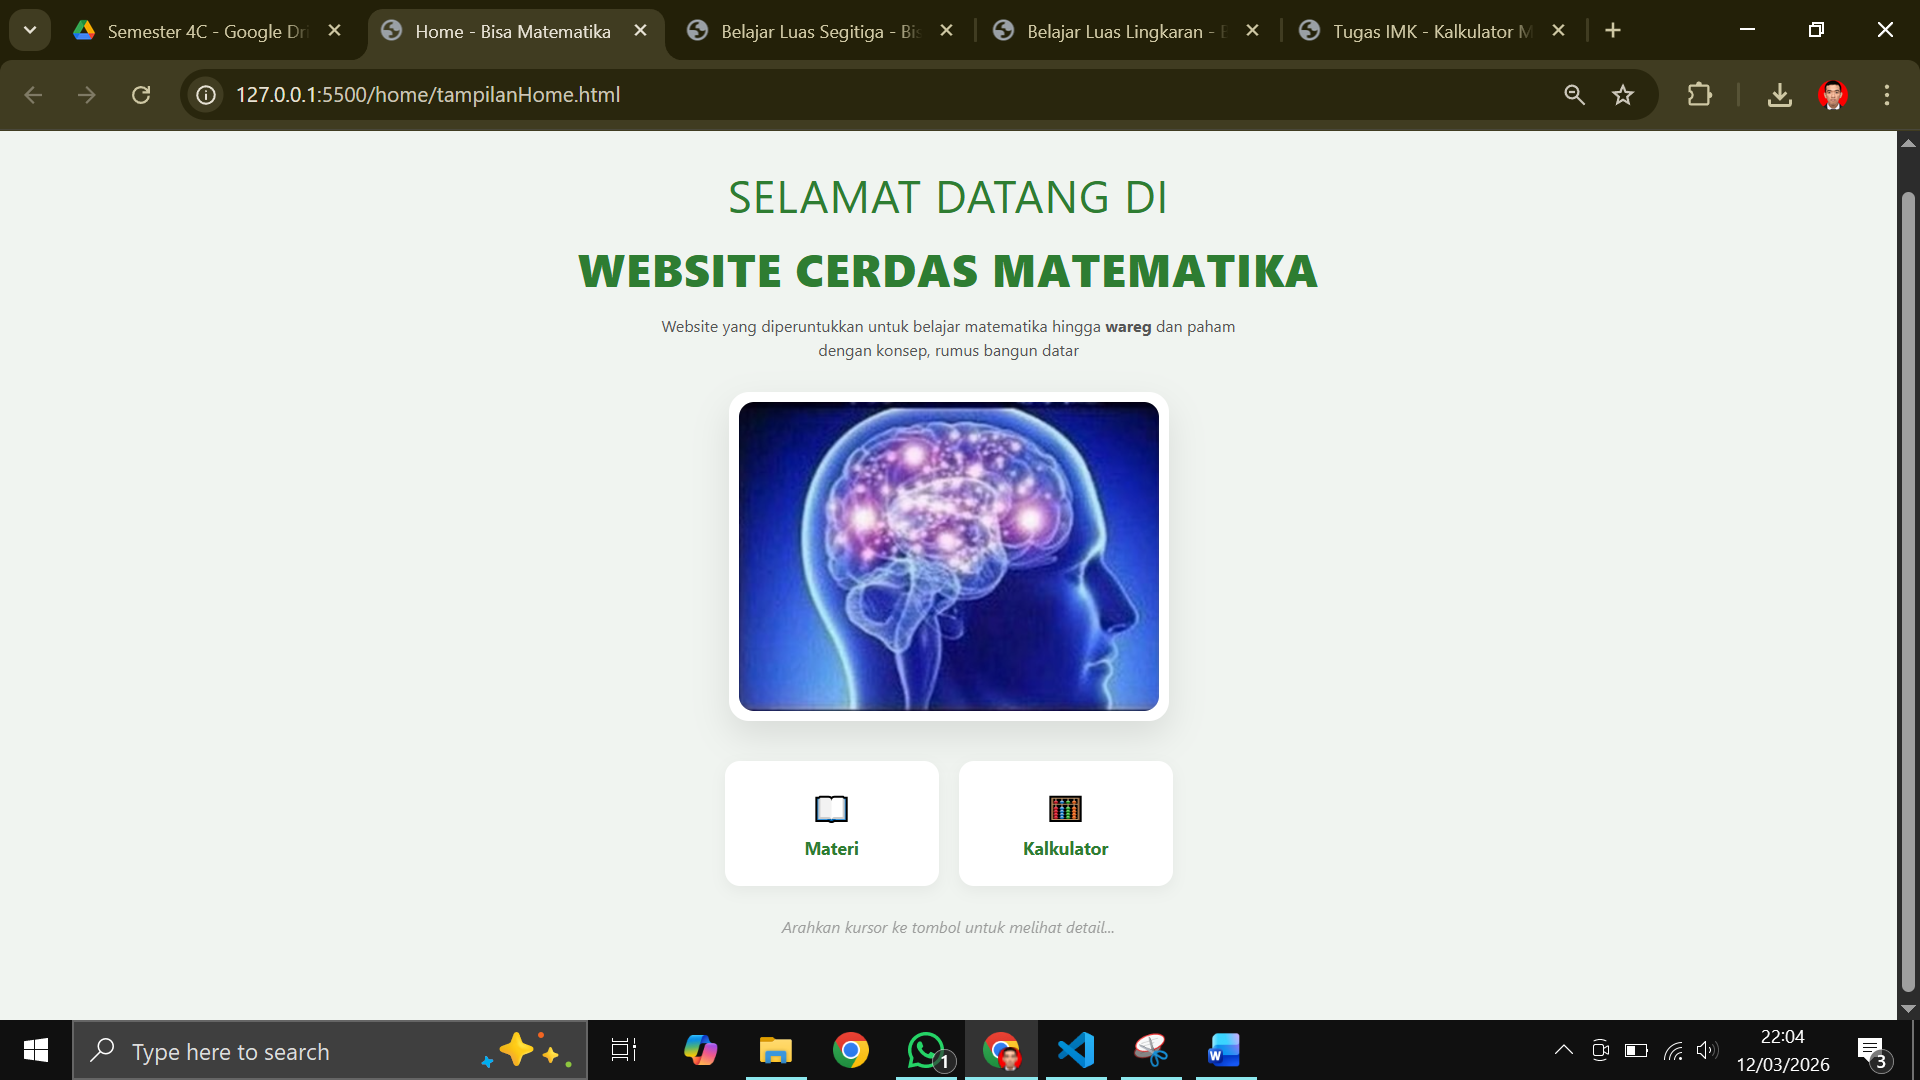 Semester 4C - Google Dri
Home - Bisa Matematika
Belajar Luas Segitiga - Bis
Belajar Luas Lingkaran - B
Tugas IMK - Kalkulator M
127.0.0.1:5500/home/tampilanHome.html
SELAMAT DATANG DI
WEBSITE CERDAS MATEMATIKA
Website yang diperuntukkan untuk belajar matematika hingga wareg dan paham
dengan konsep, rumus bangun datar
Materi
Kalkulator
Arahkan kursor ke tombol untuk melihat detail...
Type here to search
1
W
22:04
12/03/2026
3